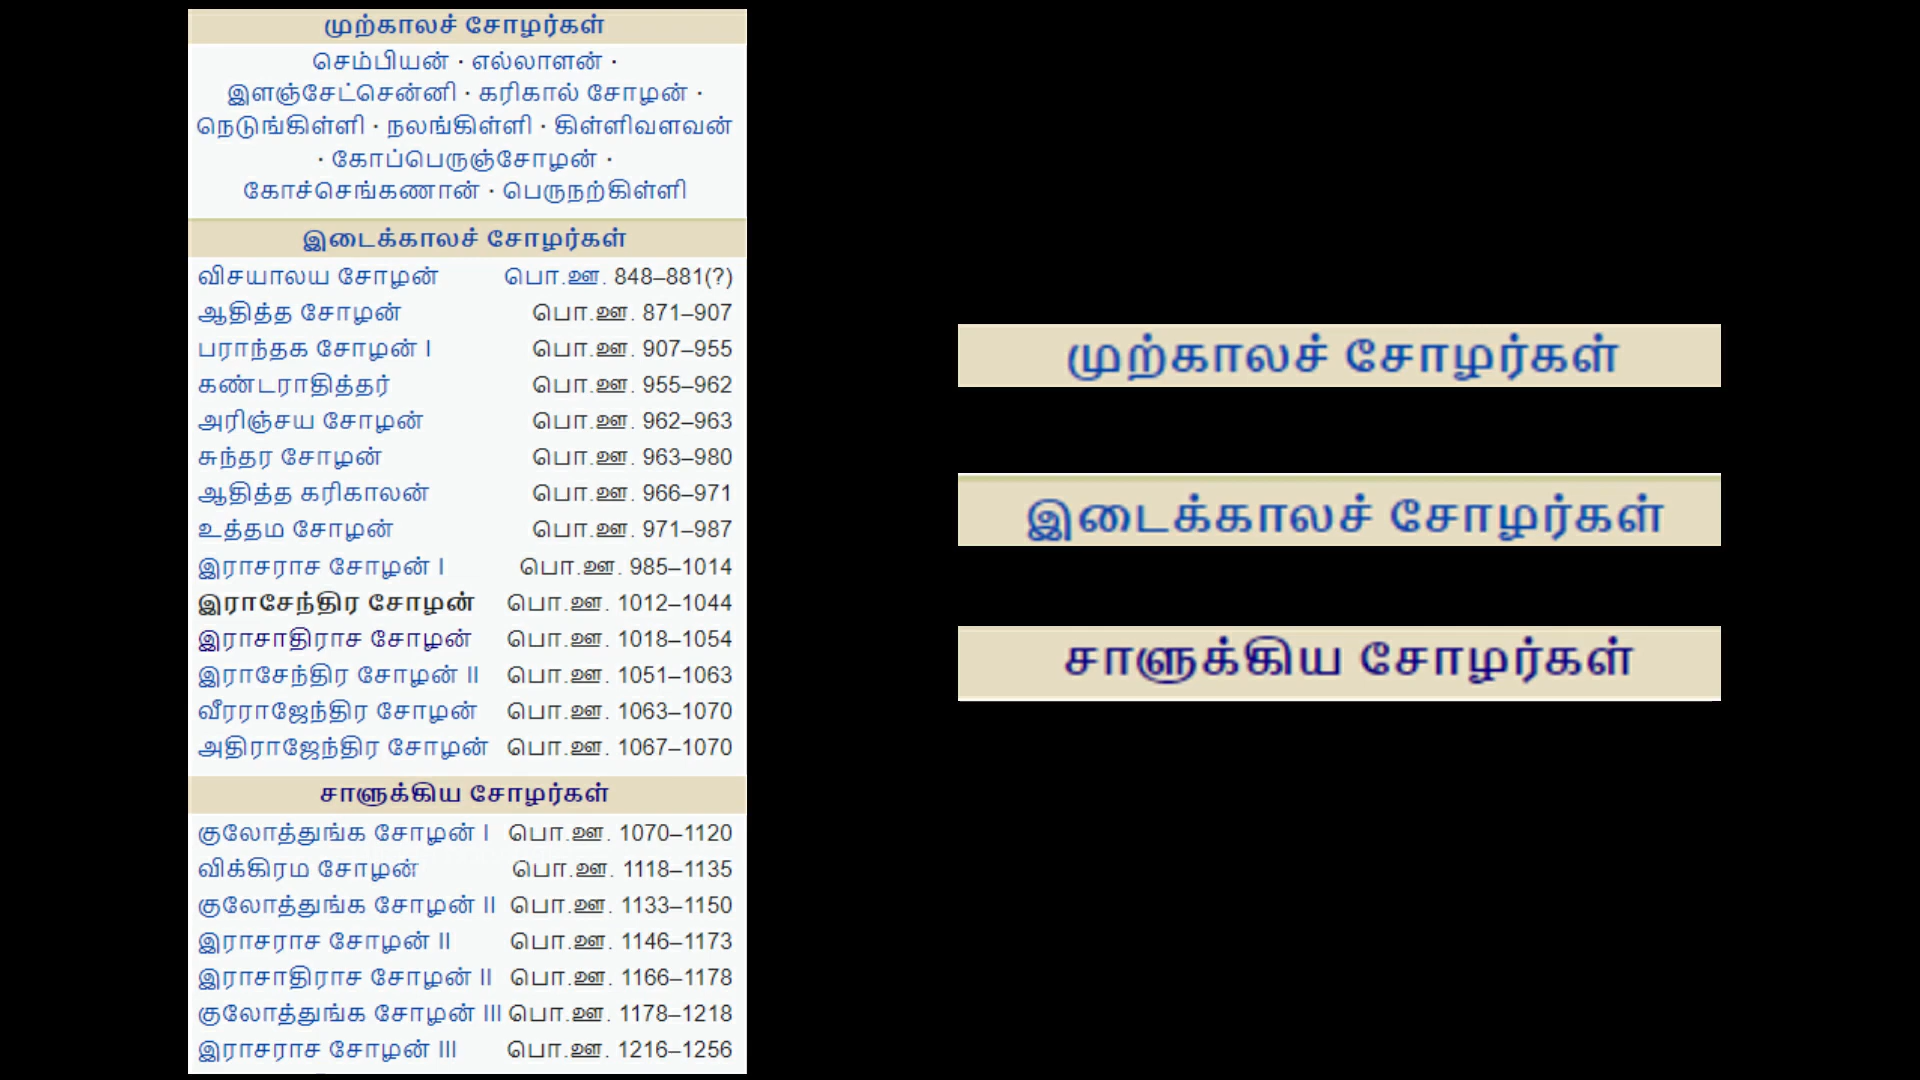 முற்காலச் சோழர்கள்
செம்பியன் · எல்லாளன் ·
இளஞ்சேட்சென்னி · கரிகால் சோழன் ·
நெடுங்கிள்ளி · நலங்கிள்ளி · கிள்ளிவளவன்
· கோப்பெருஞ்சோழன் ·
கோச்செங்கணான் · பெருநற்கிள்ளி
இடைக்காலச் சோழர்கள்
விசயாலய சோழன் பொ.ஊ. 848–881(?)
ஆதித்த சோழன் பொ.ஊ. 871–907
பராந்தக சோழன் I பொ.ஊ. 907–955
கண்டராதித்தர் பொ.ஊ. 955–962
அரிஞ்சய சோழன் பொ.ஊ. 962–963
சுந்தர சோழன் பொ.ஊ. 963–980
ஆதித்த கரிகாலன் பொ.ஊ. 966–971
உத்தம சோழன் பொ.ஊ. 971–987
இராசராச சோழன் I பொ.ஊ. 985–1014
இராசேந்திர சோழன் பொ.ஊ. 1012–1044
இராசாதிராச சோழன் பொ.ஊ. 1018–1054
இராசேந்திர சோழன் II பொ.ஊ. 1051–1063
வீரராஜேந்திர சோழன் பொ.ஊ. 1063–1070
அதிராஜேந்திர சோழன் பொ.ஊ. 1067–1070
சாளுக்கிய சோழர்கள்
குலோத்துங்க சோழன் I பொ.ஊ. 1070–1120
விக்கிரம சோழன் பொ.ஊ. 1118–1135
குலோத்துங்க சோழன் II பொ.ஊ. 1133–1150
இராசராச சோழன் II பொ.ஊ. 1146–1173
இராசாதிராச சோழன் II பொ.ஊ. 1166–1178
குலோத்துங்க சோழன் III பொ.ஊ. 1178–1218
இராசராச சோழன் III பொ.ஊ. 1216–1256
முற்காலச் சோழர்கள்
இடைக்காலச் சோழர்கள்
சாளுக்கிய சோழர்கள்